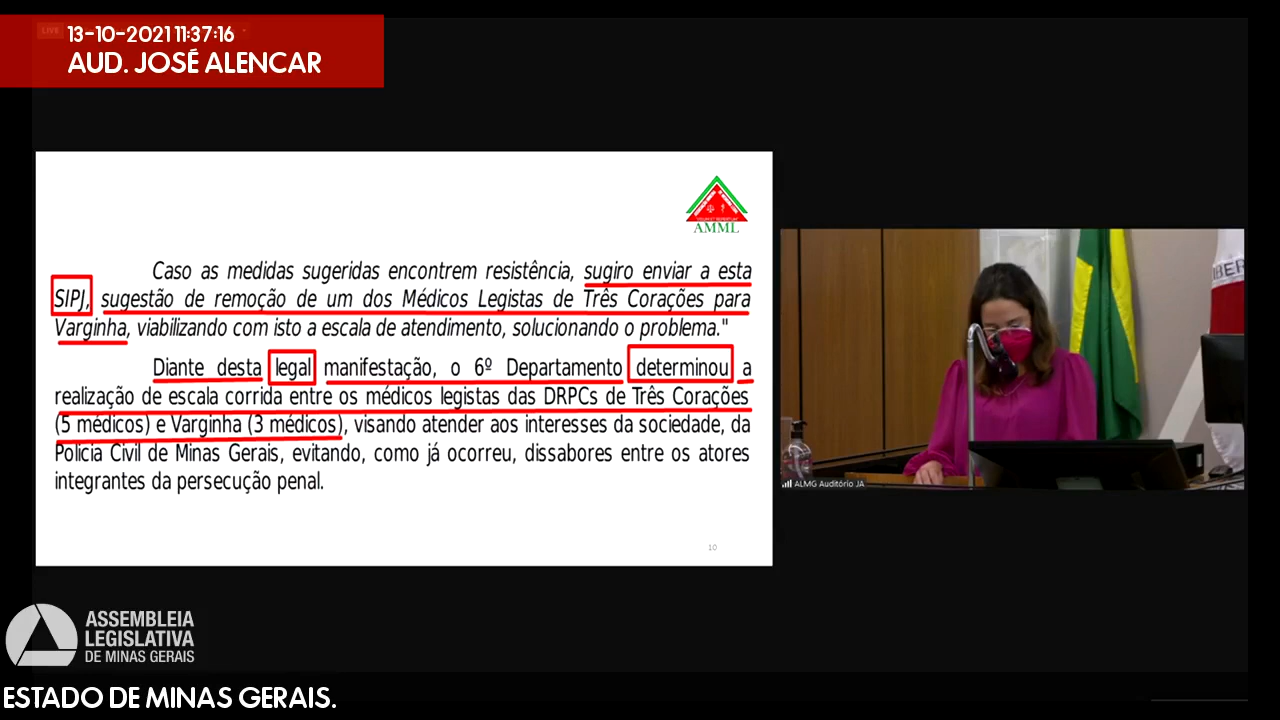 LIVE
13-10-2021 11:37:16
AUD. JOSÉ ALENCAR
AMML
Caso as medidas sugeridas encontrem resistência, sugiro enviar a esta
SIPJ, sugestão de remoção de um dos Médicos Legistas de Três Corações para
Varginha, viabilizando com isto a escala de atendimento, solucionando o problema."
Diante desta legal manifestação, o 6º Departamento determinou a
realização de escala corrida entre os médicos legistas das DRPCs de Três Corações
(5 médicos) e Varginha (3 médicos), visando atender aos interesses da sociedade, da
Policia Civil de Minas Gerais, evitando, como já ocorreu, dissabores entre os atores
integrantes da persecução penal.
10
IBER
ALMG Auditório JA
ASSEMBLEIA
LEGISLATIVA
DE MINAS GERAIS
ESTADO DE MINAS GERAIS.